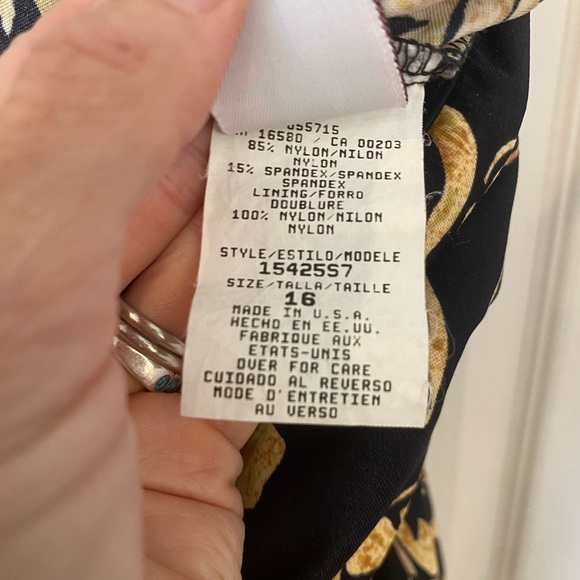 055715
16580 / CA 00203
85% NYLON/NILON
NYLON
15% SPANDEX/SPANDEX
SPANDEX
LINING/FORRO
DOUBLURE
100% NYLON/NILON
NYLON
STYLE/ESTILO/MODELE
15425S7
SIZE/TALLA/TAILLE
16
MADE IN U.S.A.
HECHO EN EE.UU.
FABRIQUE AUX
ETATS-UNIS
OVER FOR CARE
CUIDADO AL REVERSO
MODE D'ENTRETIEN
AU VERSO